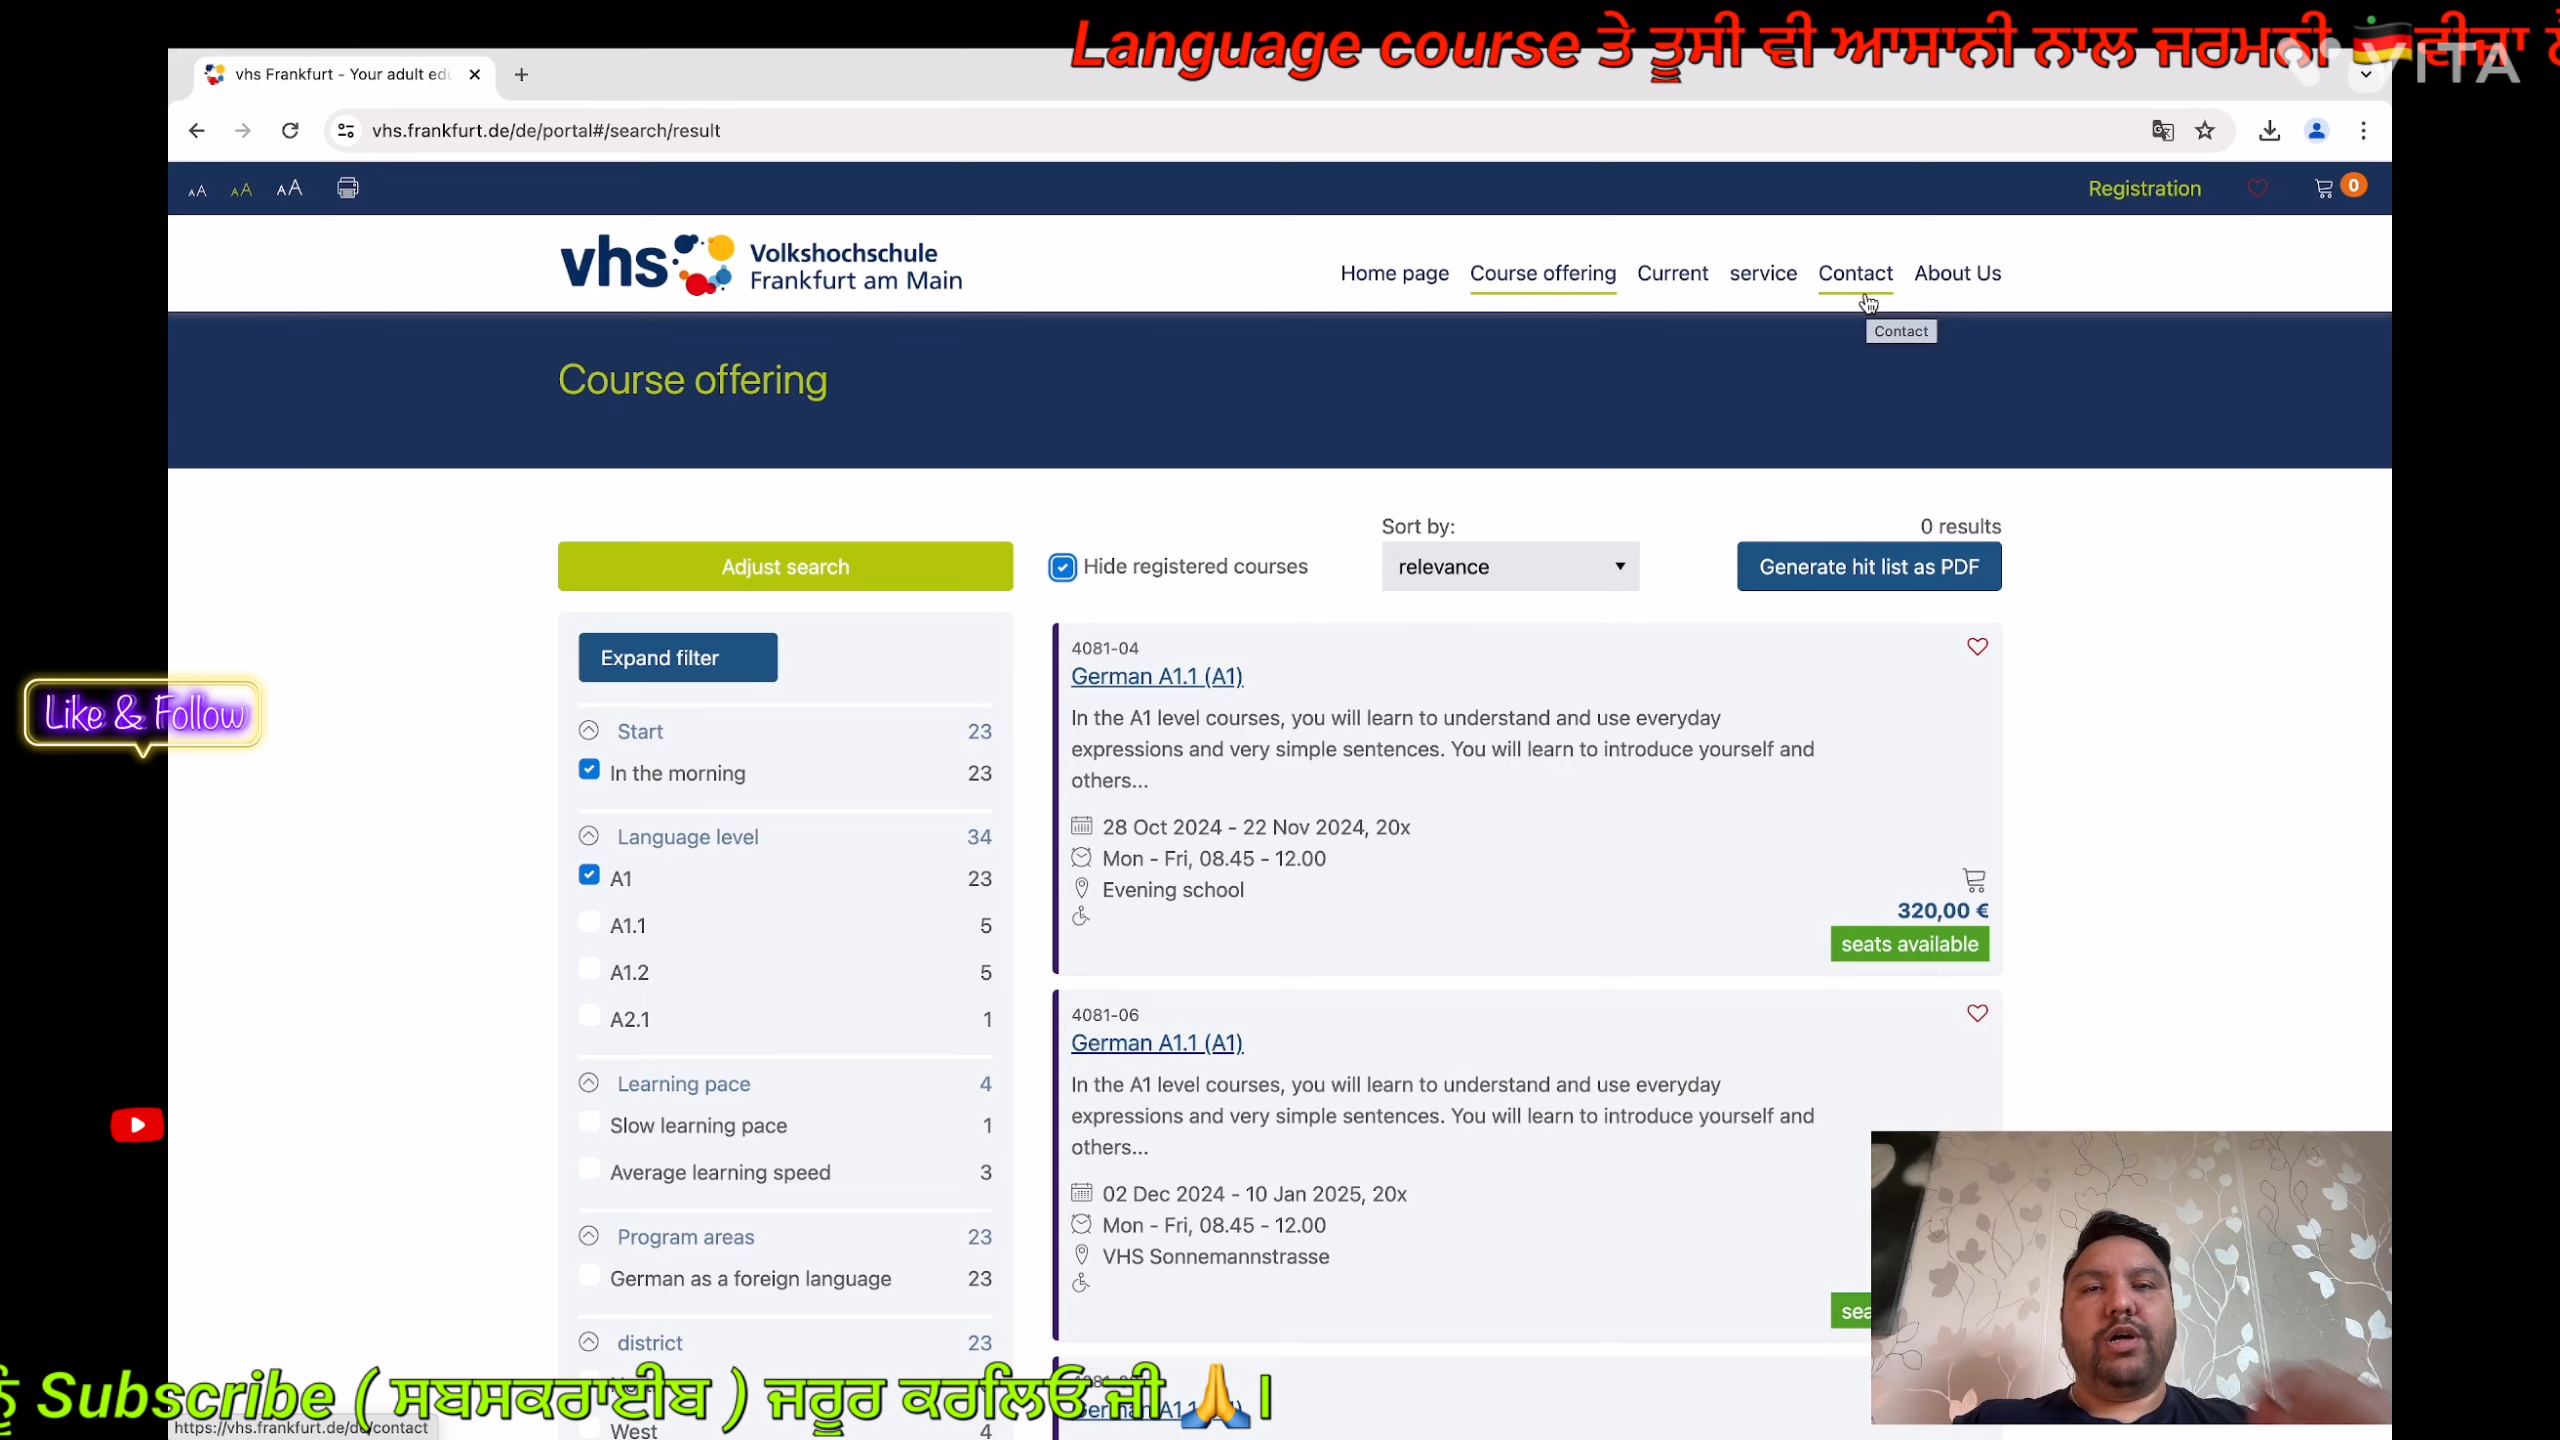 Language course ਤੇ ਤੂਸੀ ਵੀ ਆਸਾਨੀ ਨਾਲ ਜਰਮਨੀ 🇩🇪 ਵੀਜਾ
VITA
vhs Frankfurt - Your adult edu
vhs.frankfurt.de/de/portal#/search/result
AA AA AA
Registration
0
vhs Volkshochschule
Frankfurt am Main
Home page Course offering Current service Contact About Us
Contact
Course offering
Sort by:
0 results
Adjust search
Hide registered courses
relevance
Generate hit list as PDF
Expand filter
Start 23
In the morning 23
Language level 34
A1 23
A1.1 5
A1.2 5
A2.1 1
Learning pace 4
Slow learning pace 1
Average learning speed 3
Program areas 23
German as a foreign language 23
district 23
West 4
4081-04
German A1.1 (A1)
In the A1 level courses, you will learn to understand and use everyday
expressions and very simple sentences. You will learn to introduce yourself and
others...
28 Oct 2024 - 22 Nov 2024, 20x
Mon - Fri, 08.45 - 12.00
Evening school
320,00 €
seats available
4081-06
German A1.1 (A1)
In the A1 level courses, you will learn to understand and use everyday
expressions and very simple sentences. You will learn to introduce yourself and
others...
02 Dec 2024 - 10 Jan 2025, 20x
Mon - Fri, 08.45 - 12.00
VHS Sonnemannstrasse
sea
German A1.1
Like & Follow
ਨੂੰ Subscribe ( ਸਬਸਕਰਾਈਬ ) ਜਰੂਰ ਕਰਲਿਓ ਜੀ 🙏।
https://vhs.frankfurt.de/de/contact